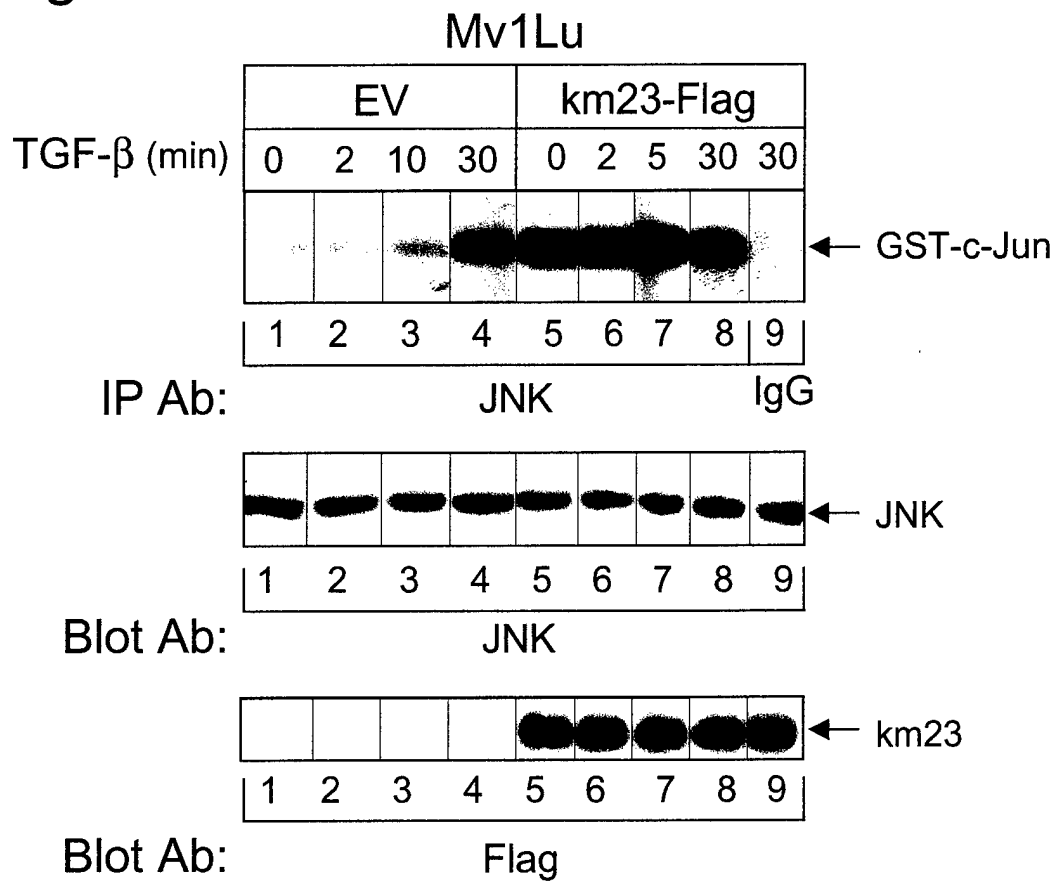 Mv1Lu
EV km23-Flag
TGF-β (min) 0 2 10 30 0 2 5 30 30
GST-c-Jun
1 2 3 4 5 6 7 8 9
IP Ab: JNK IgG
JNK
1 2 3 4 5 6 7 8 9
Blot Ab: JNK
km23
1 2 3 4 5 6 7 8 9
Blot Ab: Flag